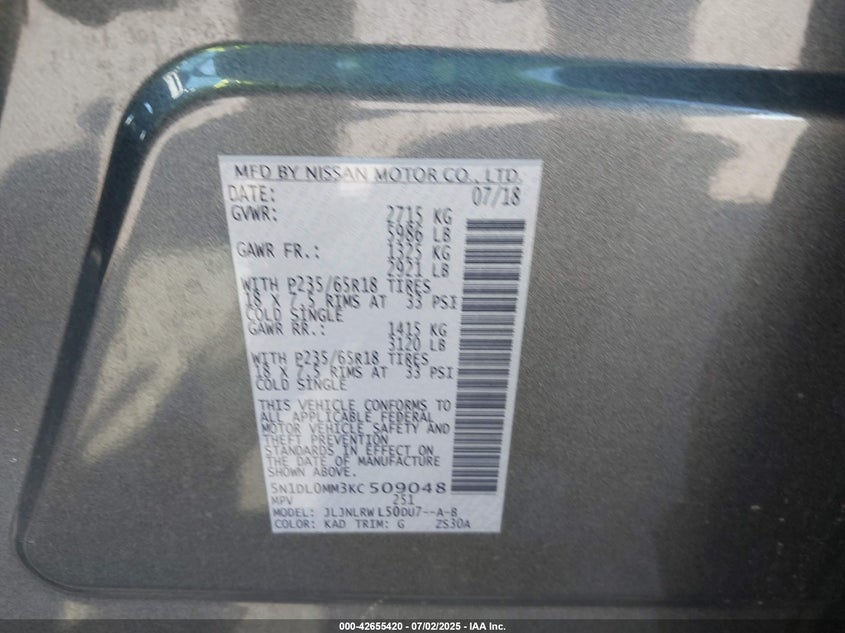 MFD BY NISSAN MOTOR CO., LTD.
DATE: 07/18
GVWR: 2715 KG
5986 LB
GAWR FR.: 1325 KG
2921 LB
WITH P235/65R18 TIRES
18 X 7.5 RIMS AT 33 PSI
COLD SINGLE
GAWR RR.: 1415 KG
3120 LB
WITH P235/65R18 TIRES
18 X 7.5 RIMS AT 33 PSI
COLD SINGLE
THIS VEHICLE CONFORMS TO
ALL APPLICABLE FEDERAL
MOTOR VEHICLE SAFETY AND
THEFT PREVENTION
STANDARDS IN EFFECT ON
THE DATE OF MANUFACTURE
SHOWN ABOVE.
5N1DL0MM3KC509048
MPV 251
MODEL: JLJNLRWL50DU7--A-B
COLOR: KAD TRIM: G ZS30A
000-42655420 - 07/02/2025 - IAA Inc.